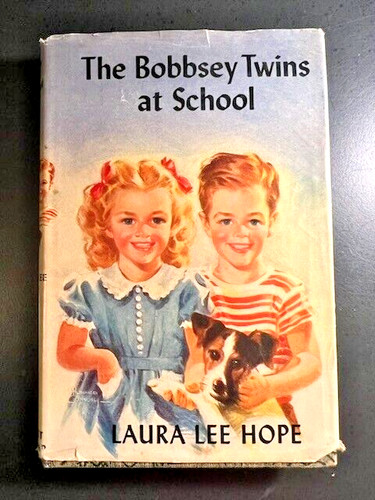 The Bobbsey Twins
at School
LAURA LEE HOPE